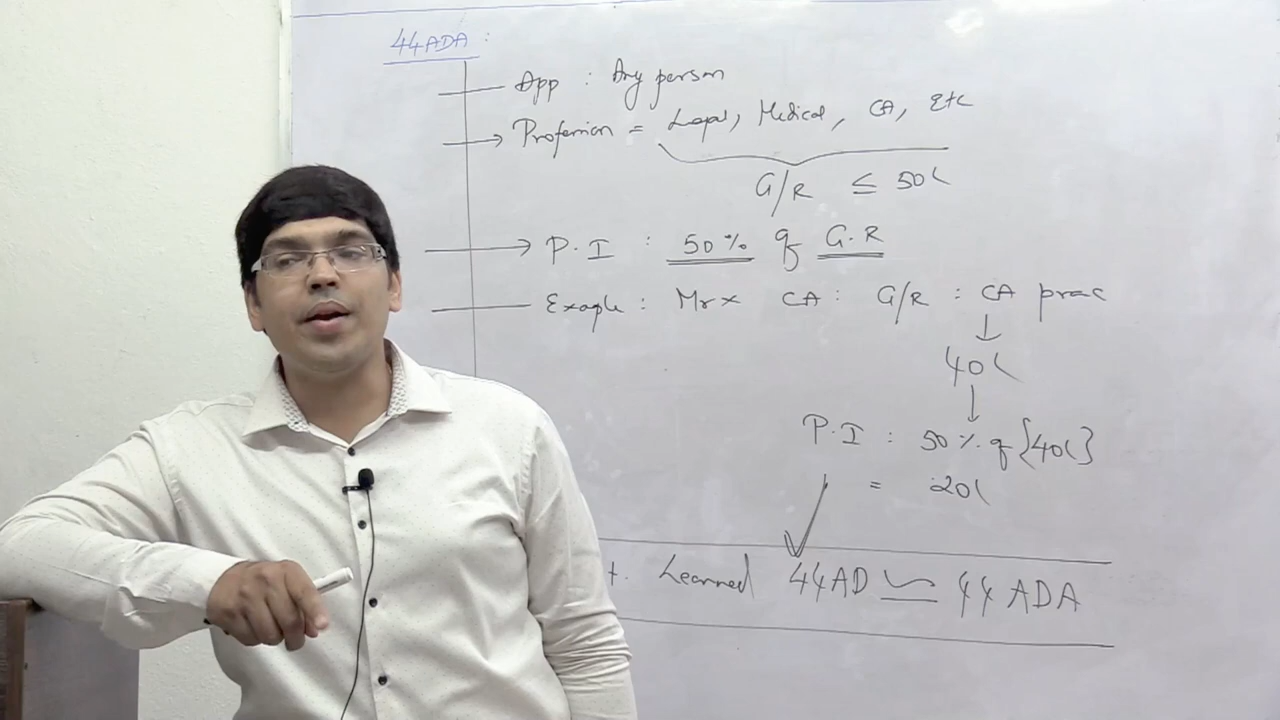 44ADA :
App : Any person
Profession = Legal, Medical, CA, Etc
G/R ≤ 50L
P.I : 50% of G.R
Example : Mr x CA : G/R : CA prac
40L
P.I : 50% of {40L}
= 20L
Learned 44AD 44ADA